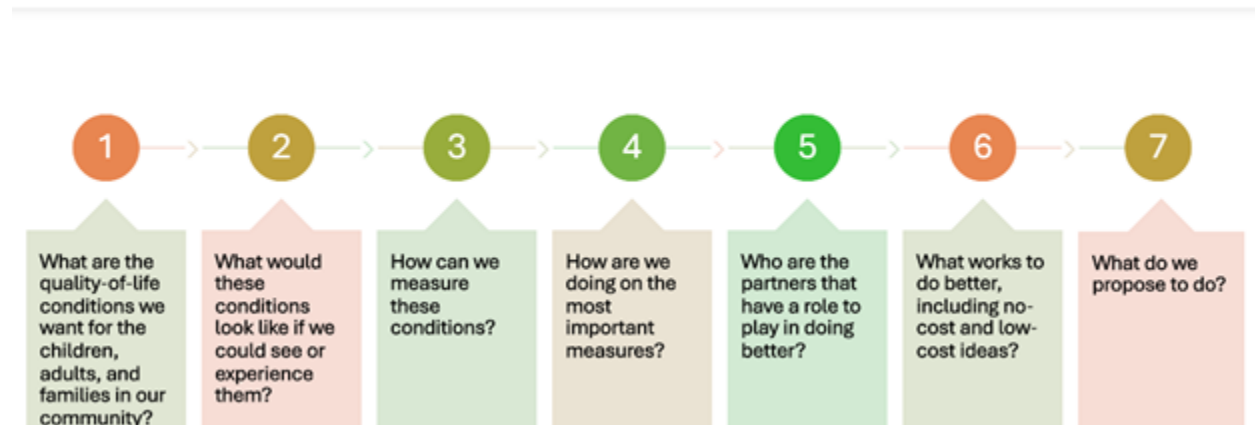 1
2
3
4
5
6
7
What are the
quality-of-life
conditions we
want for the
children,
adults, and
families in our
community?
What would
these
conditions
look like if we
could see or
experience
them?
How can we
measure
these
conditions?
How are we
doing on the
most
important
measures?
Who are the
partners that
have a role to
play in doing
better?
What works to
do better,
including no-
cost and low-
cost ideas?
What do we
propose to do?